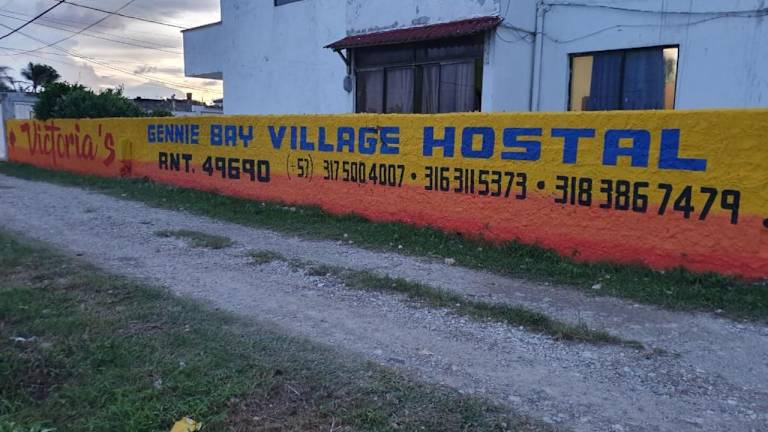 Victoria's
GENNIE BAY VILLAGE HOSTAL
RNT. 49690 (+57) 317 500 4007 • 316 311 5373 • 318 386 7479